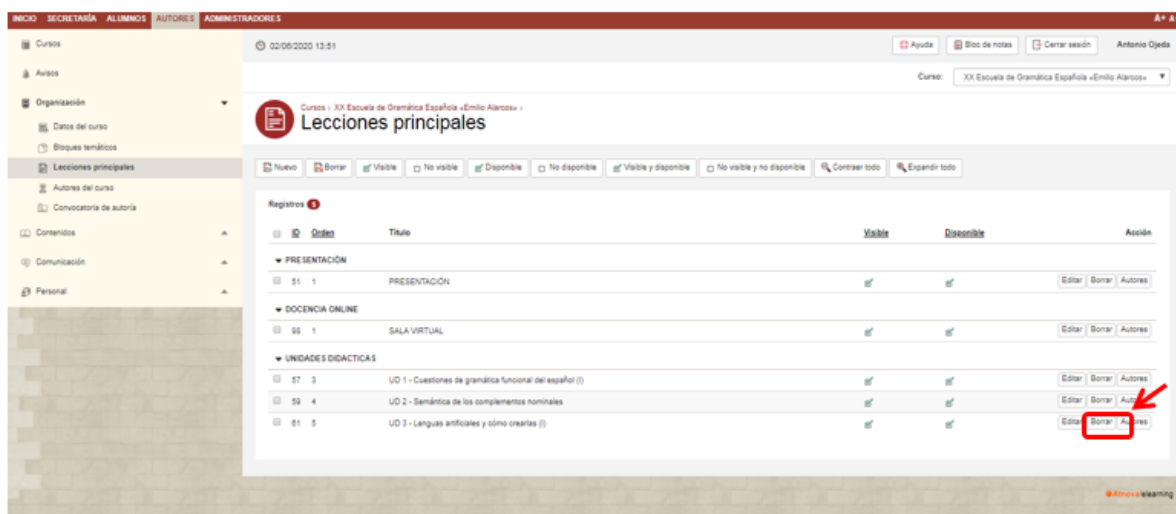 INICIO SECRETARÍA ALUMNOS AUTORES ADMINISTRADORES A+ A
Cursos
Avisos
Organización
Datos del curso
Bloques temáticos
Lecciones principales
Autores del curso
Convocatoria de autoría
Contenidos
Comunicación
Personal
02/06/2020 13:51 Ayuda Bloc de notas Cerrar sesión Antonio Ojeda
Curso: XX Escuela de Gramática Española «Emilio Alarcos»
Cursos › XX Escuela de Gramática Española «Emilio Alarcos» ›
Lecciones principales
Nuevo Borrar Visible No visible Disponible No disponible Visible y disponible No visible y no disponible Contraer todo Expandir todo
Registros 5
ID Orden Título Visible Disponible Acción
PRESENTACIÓN
51 1 PRESENTACIÓN Editar Borrar Autores
DOCENCIA ONLINE
98 1 SALA VIRTUAL Editar Borrar Autores
UNIDADES DIDACTICAS
57 3 UD 1 - Cuestiones de gramática funcional del español (I) Editar Borrar Autores
59 4 UD 2 - Semántica de los complementos nominales Editar Borrar Autores
61 5 UD 3 - Lenguas artificiales y cómo crearlas (I) Editar Borrar Autores
Atnova elearning